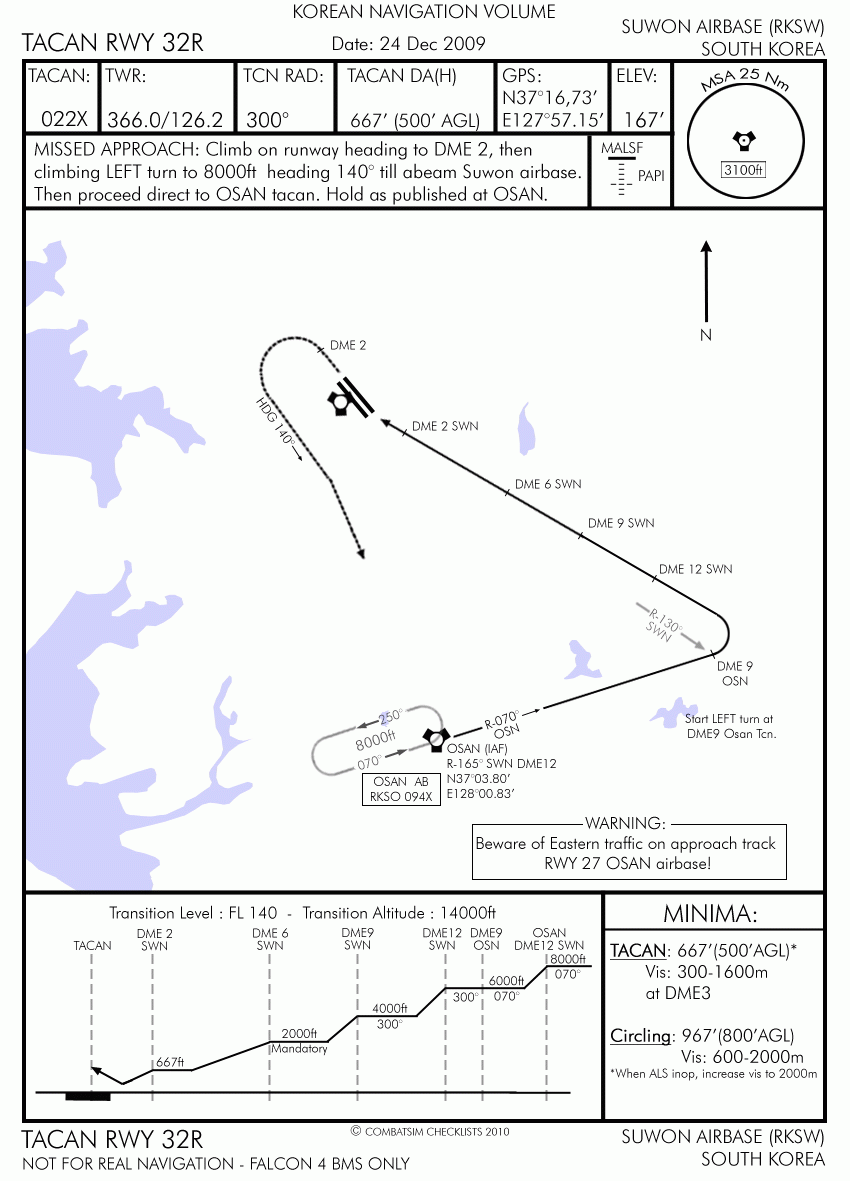 KOREAN NAVIGATION VOLUME
TACAN RWY 32R
Date: 24 Dec 2009
SUWON AIRBASE (RKSW)
SOUTH KOREA
TACAN:
022X
TWR:
366.0/126.2
TCN RAD:
300°
TACAN DA(H)
667' (500' AGL)
GPS:
N37°16,73'
E127°57.15'
ELEV:
167'
MSA 25 Nm
3100ft
MISSED APPROACH: Climb on runway heading to DME 2, then
climbing LEFT turn to 8000ft heading 140° till abeam Suwon airbase.
Then proceed direct to OSAN tacan. Hold as published at OSAN.
MALSF
PAPI
N
DME 2
HDG 140°
DME 2 SWN
DME 6 SWN
DME 9 SWN
DME 12 SWN
R-130°
SWN
DME 9
OSN
R-070°
OSN
Start LEFT turn at
DME9 Osan Tcn.
250°
8000ft
070°
OSAN (IAF)
R-165° SWN DME12
N37°03.80'
E128°00.83'
OSAN AB
RKSO 094X
WARNING:
Beware of Eastern traffic on approach track
RWY 27 OSAN airbase!
Transition Level : FL 140 - Transition Altitude : 14000ft
TACAN
DME 2
SWN
DME 6
SWN
DME9
SWN
DME12
SWN
DME9
OSN
OSAN
DME12 SWN
8000ft
070°
6000ft
300°
070°
4000ft
300°
2000ft
Mandatory
667ft
MINIMA:
TACAN: 667'(500'AGL)*
Vis: 300-1600m
at DME3
Circling: 967'(800'AGL)
Vis: 600-2000m
*When ALS inop, increase vis to 2000m
TACAN RWY 32R
© COMBATSIM CHECKLISTS 2010
SUWON AIRBASE (RKSW)
NOT FOR REAL NAVIGATION - FALCON 4 BMS ONLY
SOUTH KOREA